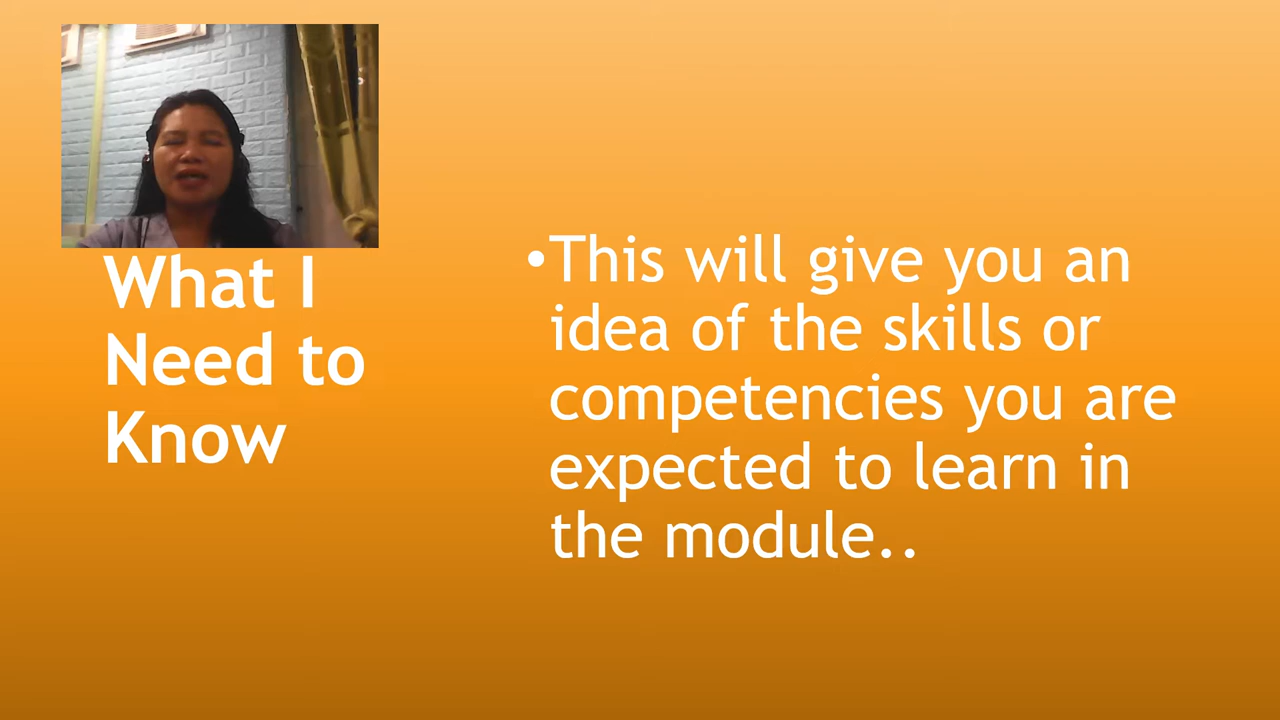 What I
Need to
Know
•This will give you an
idea of the skills or
competencies you are
expected to learn in
the module..